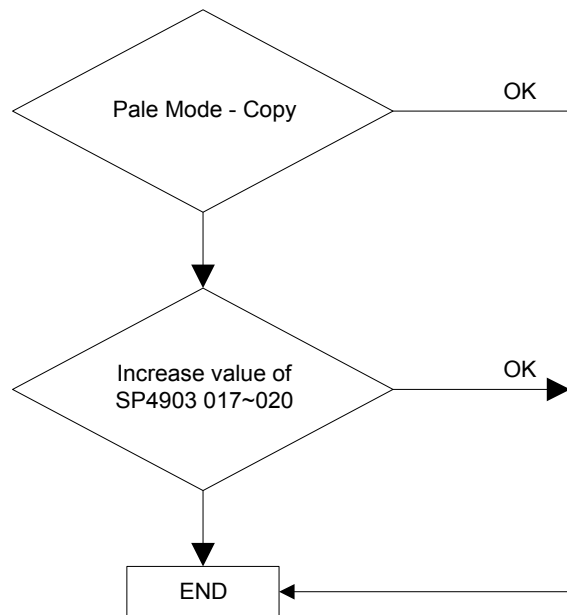 Pale Mode - Copy
OK
Increase value of
SP4903 017~020
OK
END